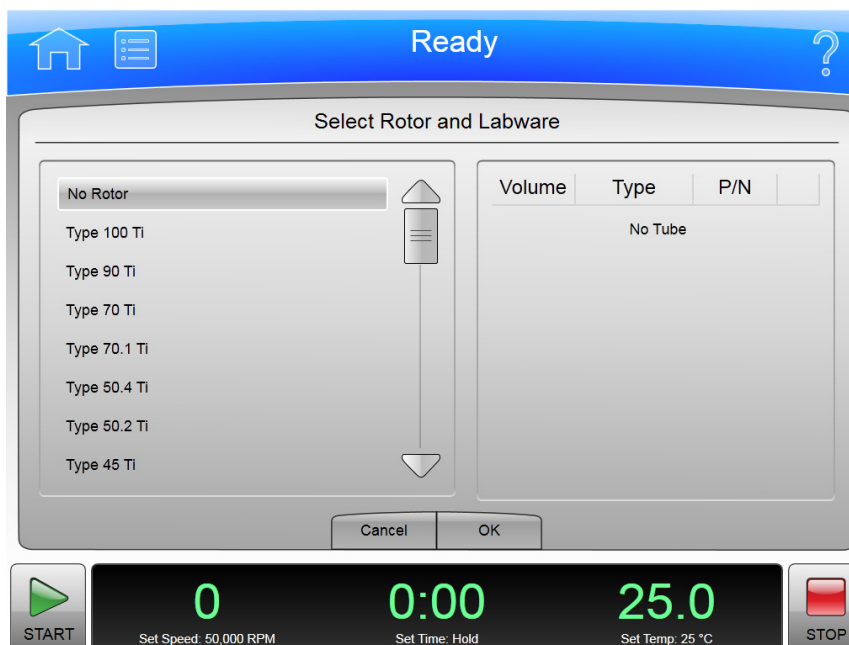 Ready
?
Select Rotor and Labware
No Rotor
Type 100 Ti
Type 90 Ti
Type 70 Ti
Type 70.1 Ti
Type 50.4 Ti
Type 50.2 Ti
Type 45 Ti
Volume Type P/N
No Tube
Cancel OK
START
0 0:00 25.0
Set Speed: 50,000 RPM Set Time: Hold Set Temp: 25 °C
STOP